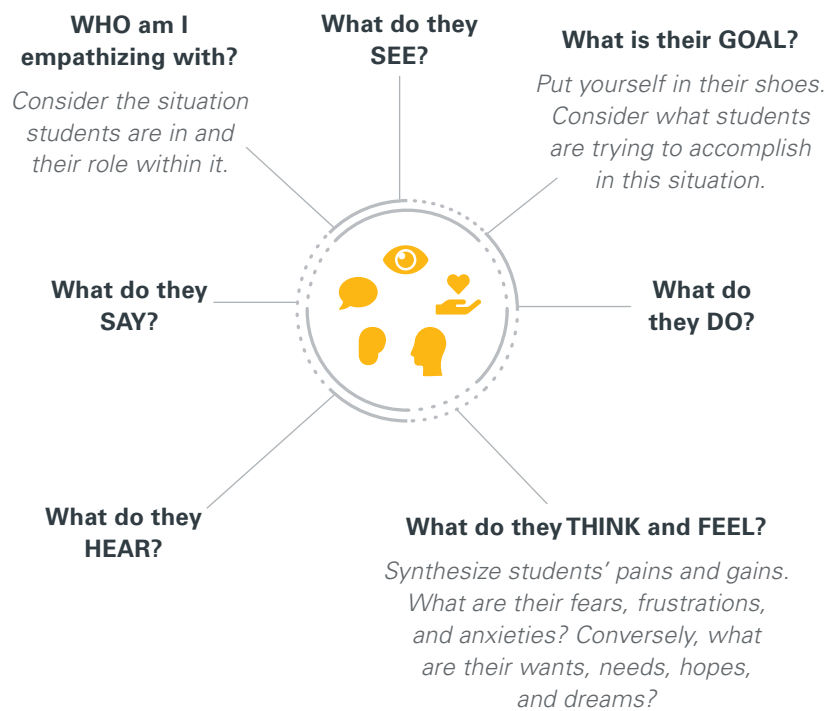 WHO am I
empathizing with?
Consider the situation
students are in and
their role within it.
What do they
SEE?
What is their GOAL?
Put yourself in their shoes.
Consider what students
are trying to accomplish
in this situation.
What do they
SAY?
What do
they DO?
What do they
HEAR?
What do they THINK and FEEL?
Synthesize students’ pains and gains.
What are their fears, frustrations,
and anxieties? Conversely, what
are their wants, needs, hopes,
and dreams?